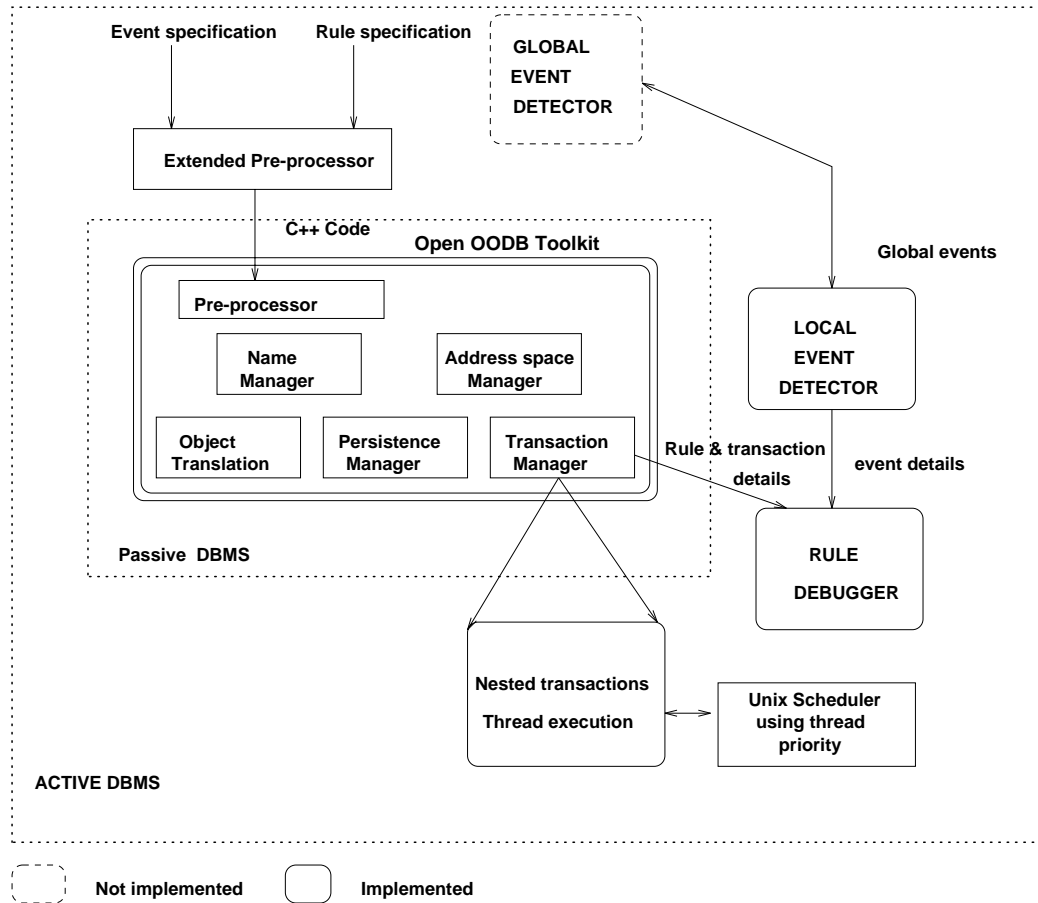 Event specification
Rule specification
GLOBAL
EVENT
DETECTOR
Extended Pre-processor
C++ Code
Open OODB Toolkit
Global events
Pre-processor
Name
Manager
Address space
Manager
LOCAL
EVENT
DETECTOR
Object
Translation
Persistence
Manager
Transaction
Manager
Rule & transaction
details
event details
Passive DBMS
RULE
DEBUGGER
Nested transactions
Thread execution
Unix Scheduler
using thread
priority
ACTIVE DBMS
Not implemented
Implemented